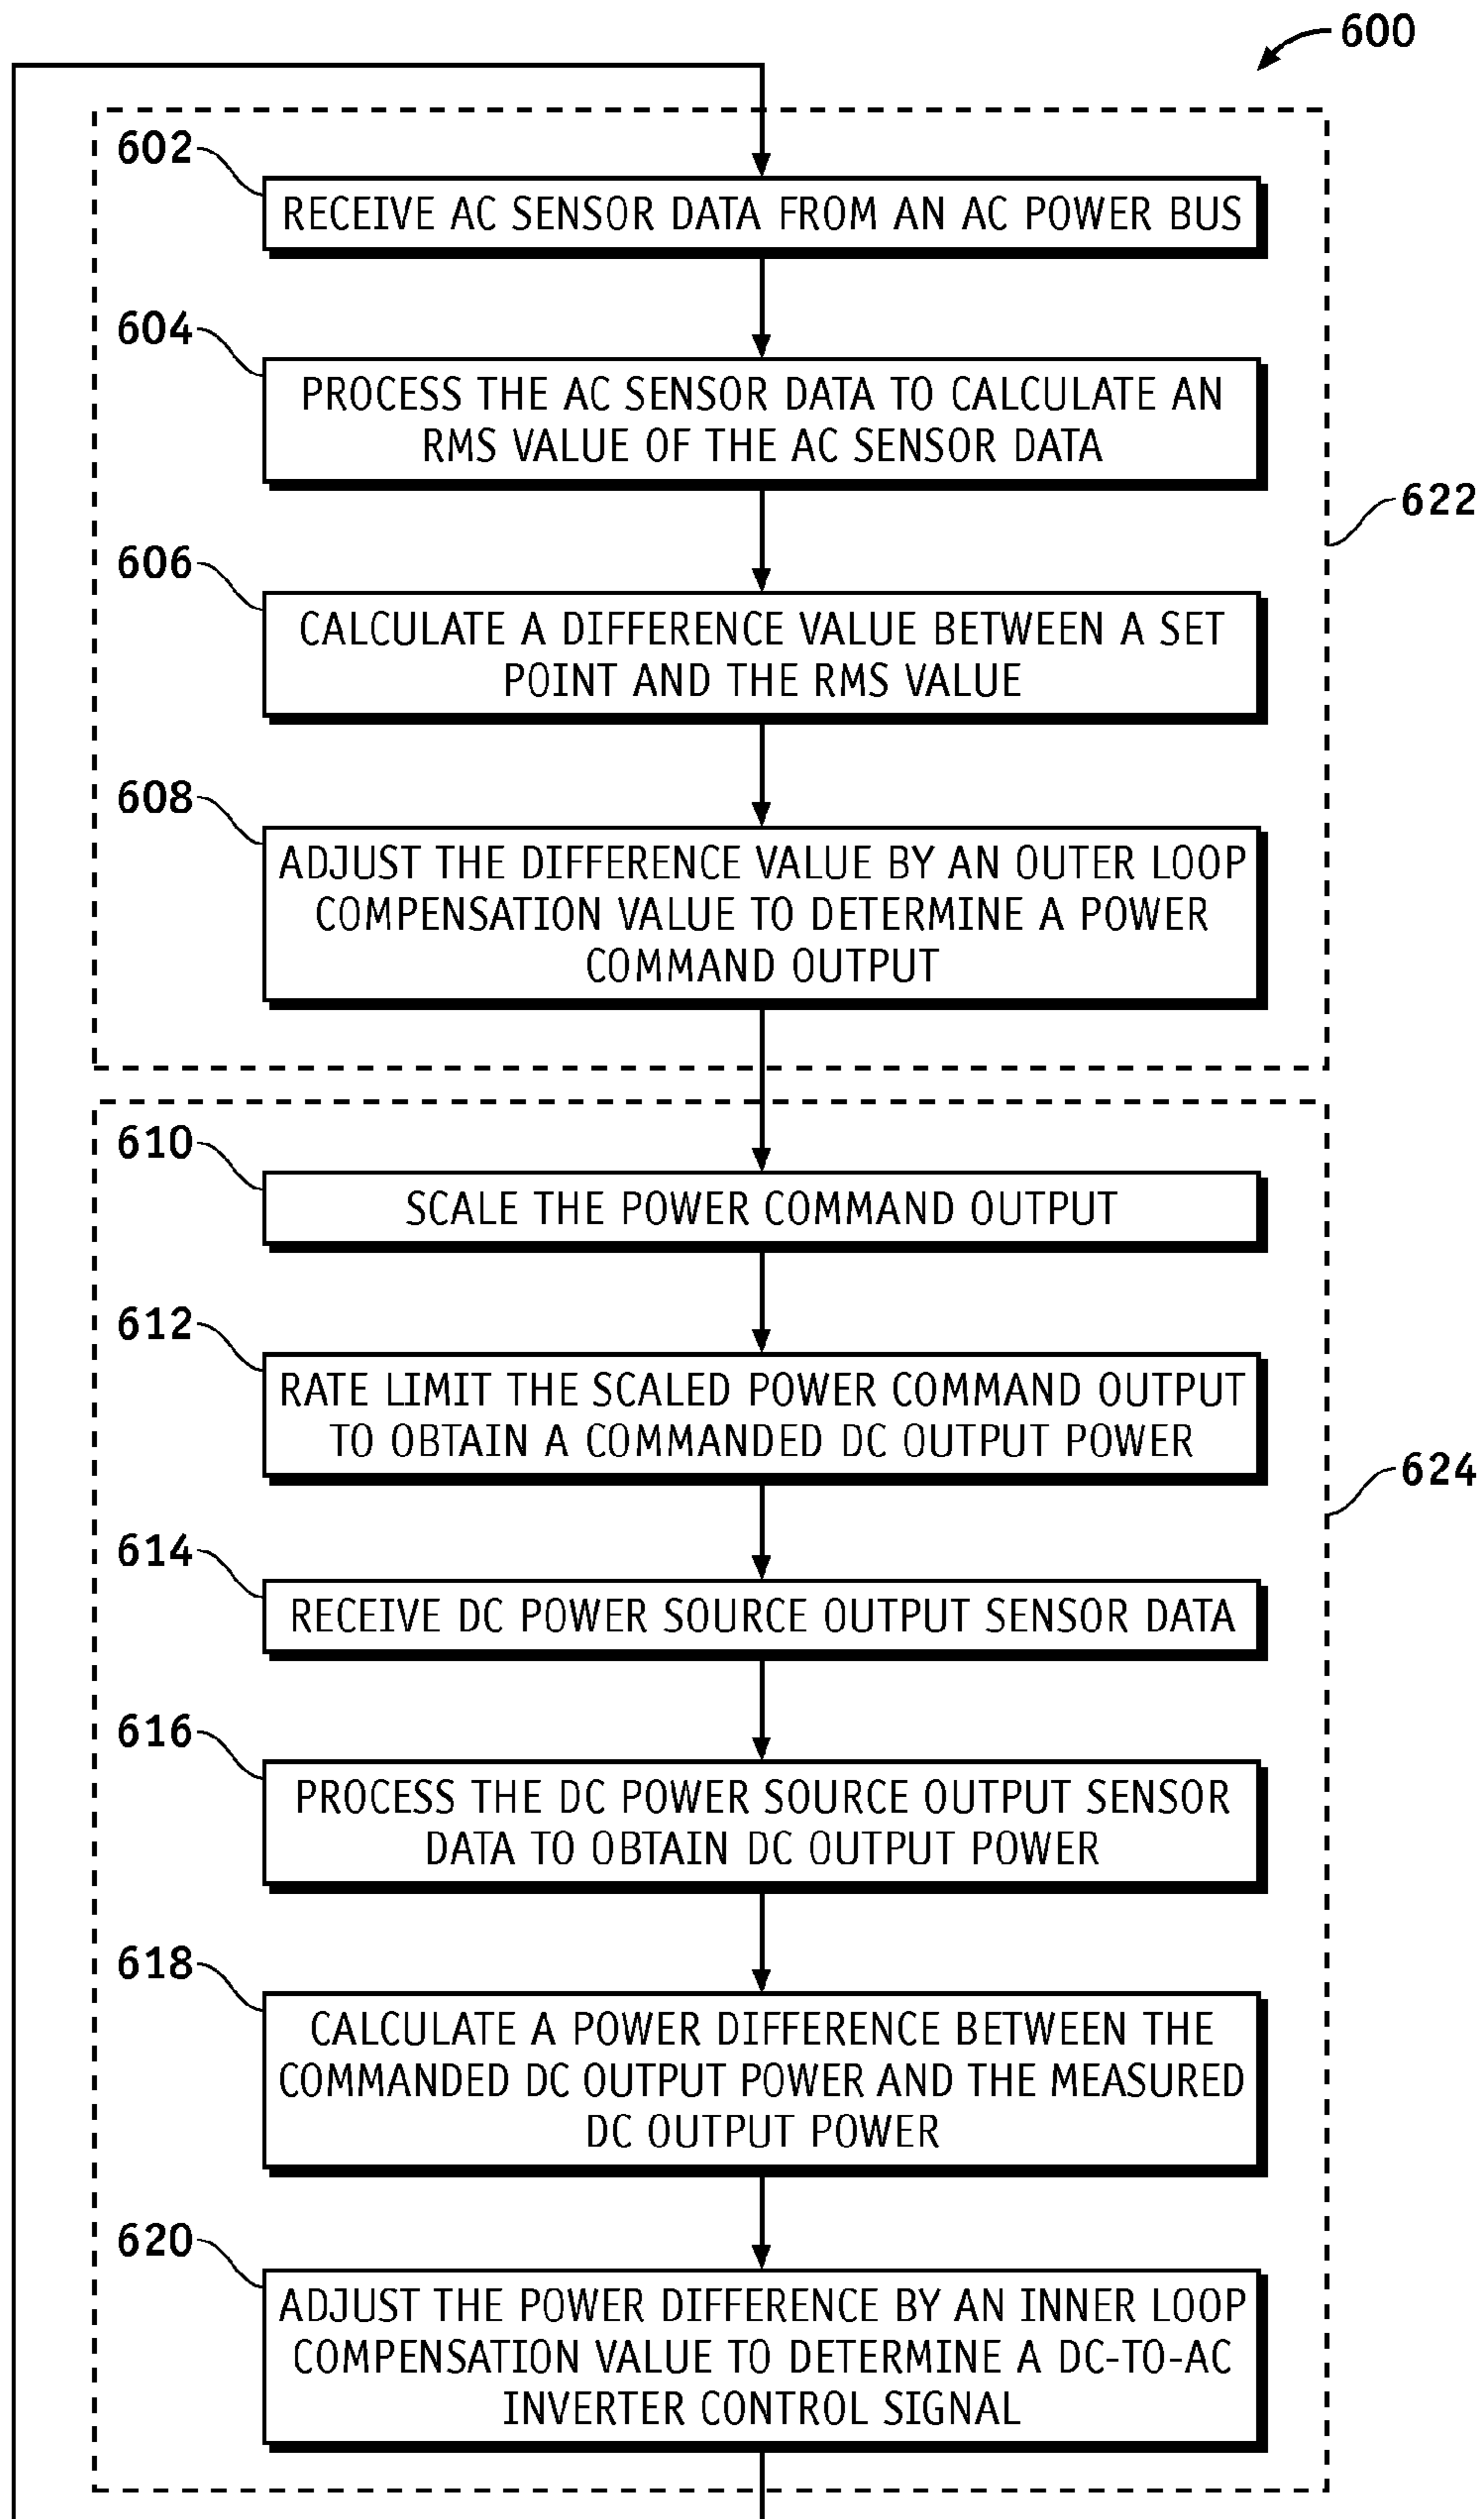 600
602
RECEIVE AC SENSOR DATA FROM AN AC POWER BUS
604
PROCESS THE AC SENSOR DATA TO CALCULATE AN
RMS VALUE OF THE AC SENSOR DATA
622
606
CALCULATE A DIFFERENCE VALUE BETWEEN A SET
POINT AND THE RMS VALUE
608
ADJUST THE DIFFERENCE VALUE BY AN OUTER LOOP
COMPENSATION VALUE TO DETERMINE A POWER
COMMAND OUTPUT
610
SCALE THE POWER COMMAND OUTPUT
612
RATE LIMIT THE SCALED POWER COMMAND OUTPUT
TO OBTAIN A COMMANDED DC OUTPUT POWER
624
614
RECEIVE DC POWER SOURCE OUTPUT SENSOR DATA
616
PROCESS THE DC POWER SOURCE OUTPUT SENSOR
DATA TO OBTAIN DC OUTPUT POWER
618
CALCULATE A POWER DIFFERENCE BETWEEN THE
COMMANDED DC OUTPUT POWER AND THE MEASURED
DC OUTPUT POWER
620
ADJUST THE POWER DIFFERENCE BY AN INNER LOOP
COMPENSATION VALUE TO DETERMINE A DC-TO-AC
INVERTER CONTROL SIGNAL